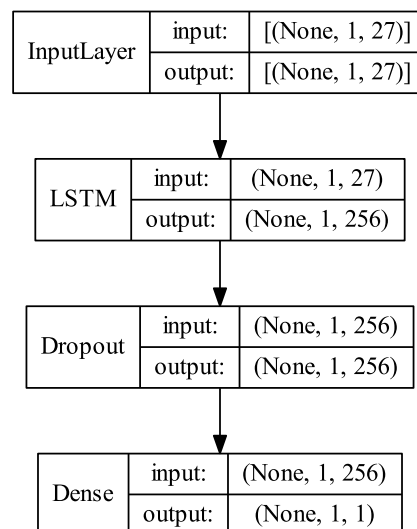 InputLayer
input: [(None, 1, 27)]
output: [(None, 1, 27)]
LSTM
input: (None, 1, 27)
output: (None, 1, 256)
Dropout
input: (None, 1, 256)
output: (None, 1, 256)
Dense
input: (None, 1, 256)
output: (None, 1, 1)